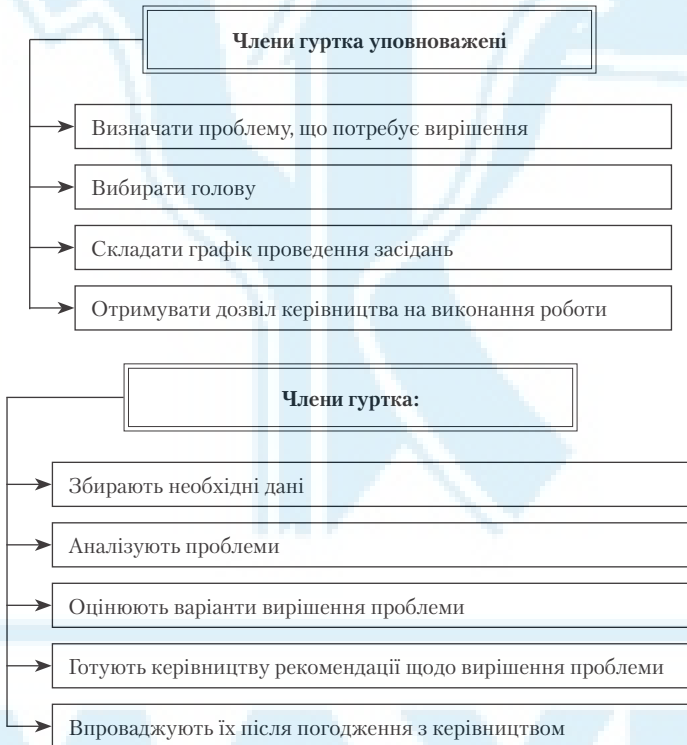 Члени гуртка уповноважені
Визначати проблему, що потребує вирішення
Вибирати голову
Складати графік проведення засідань
Отримувати дозвіл керівництва на виконання роботи
Члени гуртка:
Збирають необхідні дані
Аналізують проблеми
Оцінюють варіанти вирішення проблеми
Готують керівництву рекомендації щодо вирішення проблеми
Впроваджують їх після погодження з керівництвом